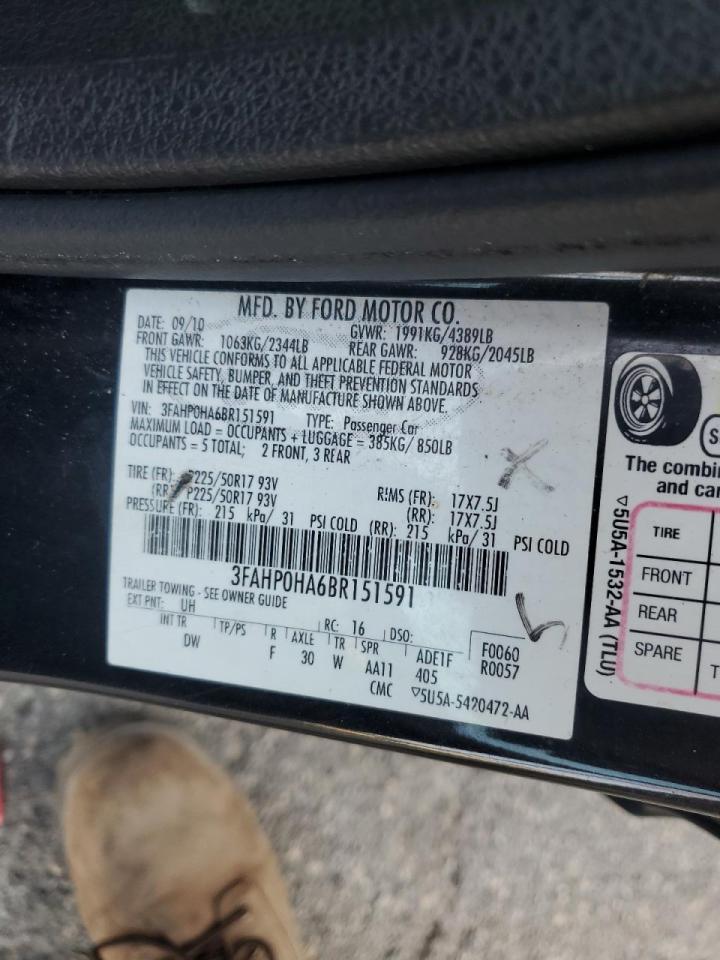 MFD. BY FORD MOTOR CO.
DATE: 09/10 GVWR: 1991KG/4389LB
FRONT GAWR: 1063KG/2344LB REAR GAWR: 928KG/2045LB
THIS VEHICLE CONFORMS TO ALL APPLICABLE FEDERAL MOTOR
VEHICLE SAFETY, BUMPER, AND THEFT PREVENTION STANDARDS
IN EFFECT ON THE DATE OF MANUFACTURE SHOWN ABOVE.
VIN: 3FAHP0HA6BR151591 TYPE: Passenger Car
MAXIMUM LOAD = OCCUPANTS + LUGGAGE = 385KG/850LB
OCCUPANTS = 5 TOTAL; 2 FRONT, 3 REAR
TIRE (FR): P225/50R17 93V RIMS (FR): 17X7.5J
(RR): P225/50R17 93V (RR): 17X7.5J
PRESSURE (FR): 215 kPa/31 PSI COLD (RR): 215 kPa/31 PSI COLD
3FAHP0HA6BR151591
TRAILER TOWING - SEE OWNER GUIDE
EXT PNT: UH RC: 16 DSO:
INT TR TP/PS R AXLE TR SPR ADE1F F0060
DW F 30 W AA11 405 R0057
CMC ▽5U5A-5420472-AA
▽5U5A-1532-AA (TLU)
S
The combin
and car
TIRE
FRONT
REAR
SPARE T